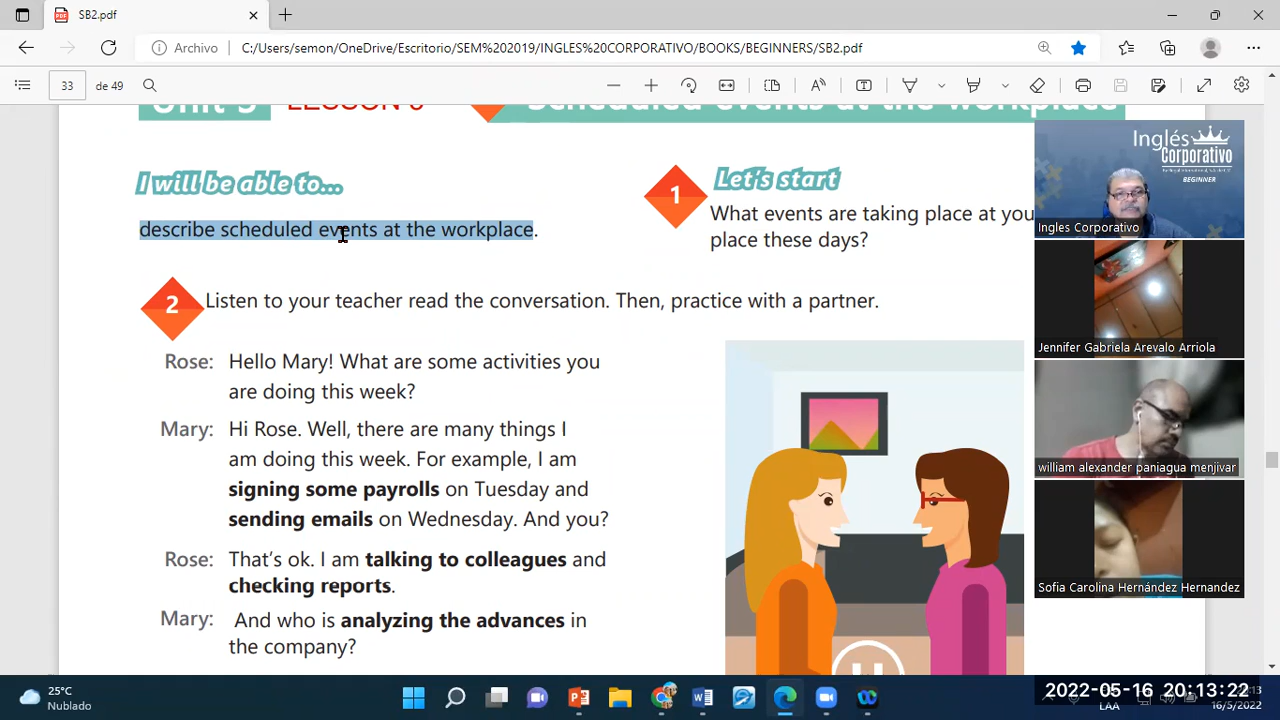 SB2.pdf
Archivo
C:/Users/semon/OneDrive/Escritorio/SEM%202019/INGLES%20CORPORATIVO/BOOKS/BEGINNERS/SB2.pdf
33
de 49
Scheduled events at the workplace
I will be able to...
describe scheduled events at the workplace.
1
Let's start
What events are taking place at you
place these days?
2
Listen to your teacher read the conversation. Then, practice with a partner.
Rose: Hello Mary! What are some activities you
are doing this week?
Mary: Hi Rose. Well, there are many things I
am doing this week. For example, I am
signing some payrolls on Tuesday and
sending emails on Wednesday. And you?
Rose: That's ok. I am talking to colleagues and
checking reports.
Mary: And who is analyzing the advances in
the company?
Inglés
Corporativo
BEGINNER
Ingles Corporativo
Jennifer Gabriela Arevalo Arriola
william alexander paniagua menjivar
Sofia Carolina Hernández Hernandez
25°C
Nublado
LAA
16/5/2022
2022-05-16 20:13:22